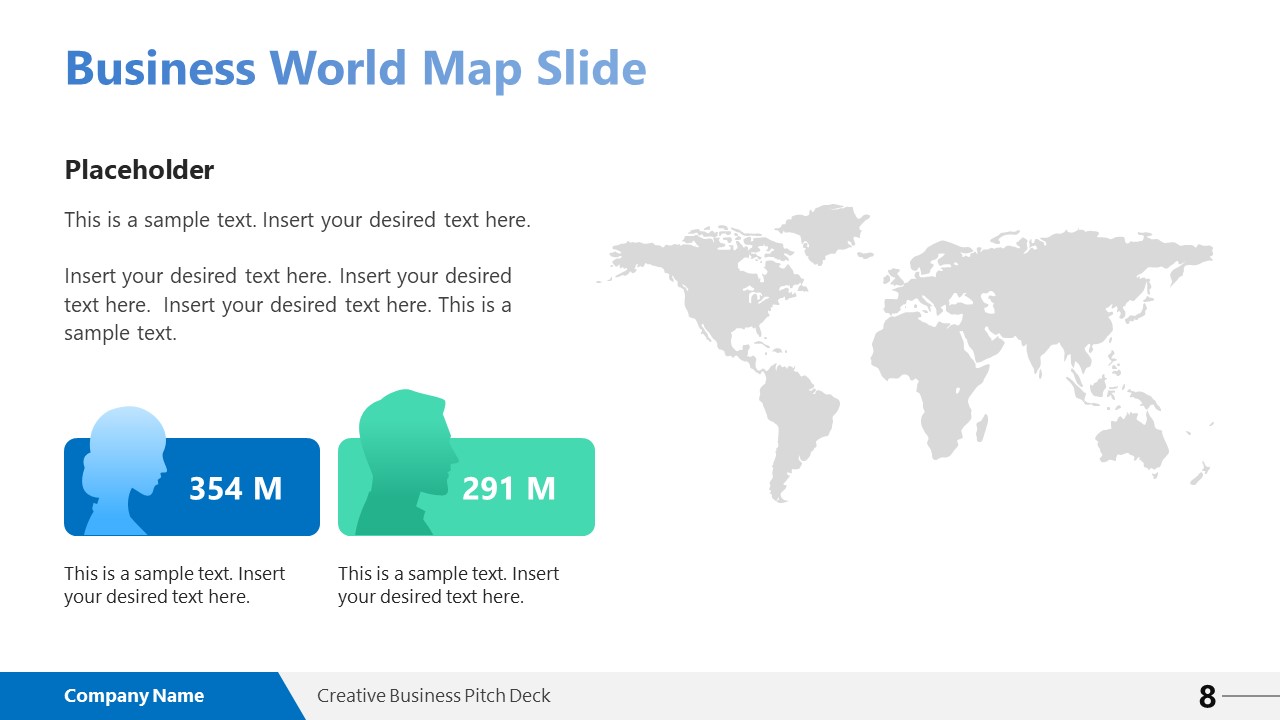 Business World Map Slide
Placeholder
This is a sample text. Insert your desired text here.
Insert your desired text here. Insert your desired
text here.  Insert your desired text here. This is a
sample text.
354 M
291 M
This is a sample text. Insert
your desired text here.
This is a sample text. Insert
your desired text here.
Company Name
Creative Business Pitch Deck
8